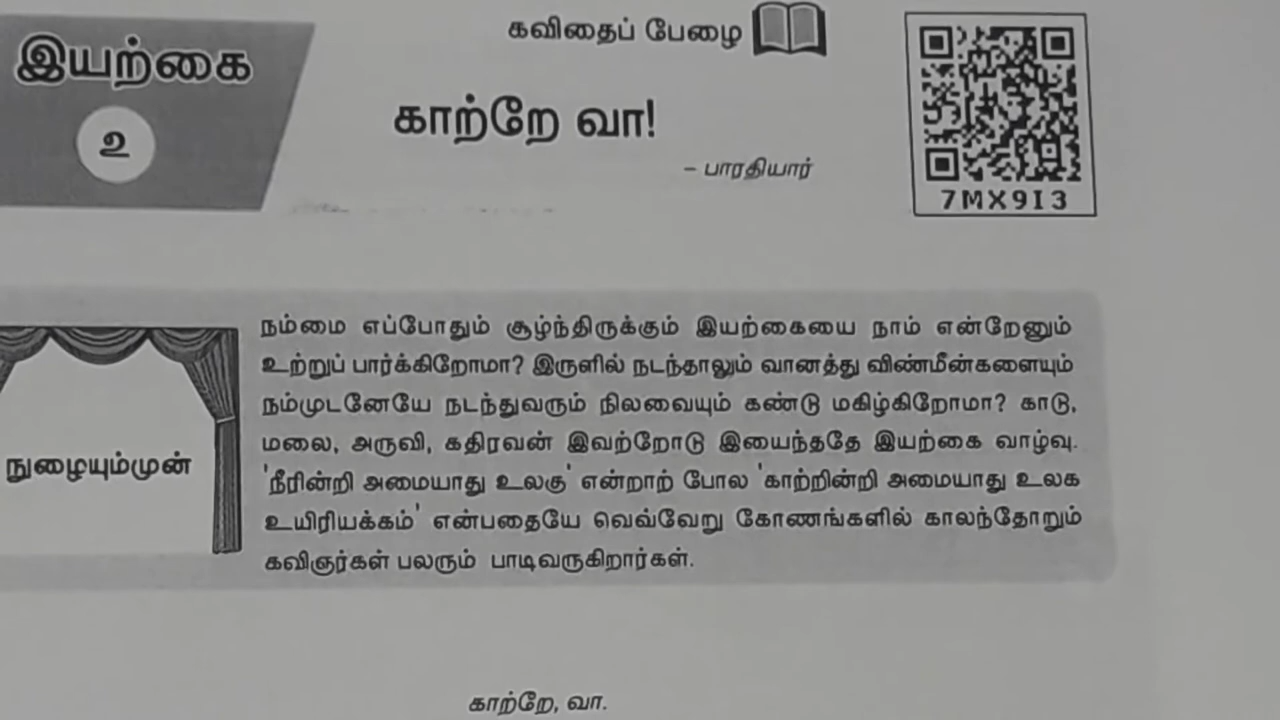 இயற்கை
௨
கவிதைப் பேழை
காற்றே வா!
– பாரதியார்
7MX9I3
நுழையும்முன்
நம்மை எப்போதும் சூழ்ந்திருக்கும் இயற்கையை நாம் என்றேனும்
உற்றுப் பார்க்கிறோமா? இருளில் நடந்தாலும் வானத்து விண்மீன்களையும்
நம்முடனேயே நடந்துவரும் நிலவையும் கண்டு மகிழ்கிறோமா? காடு,
மலை, அருவி, கதிரவன் இவற்றோடு இயைந்ததே இயற்கை வாழ்வு.
'நீரின்றி அமையாது உலகு' என்றாற் போல 'காற்றின்றி அமையாது உலக
உயிரியக்கம்' என்பதையே வெவ்வேறு கோணங்களில் காலந்தோறும்
கவிஞர்கள் பலரும் பாடிவருகிறார்கள்.
காற்றே, வா.